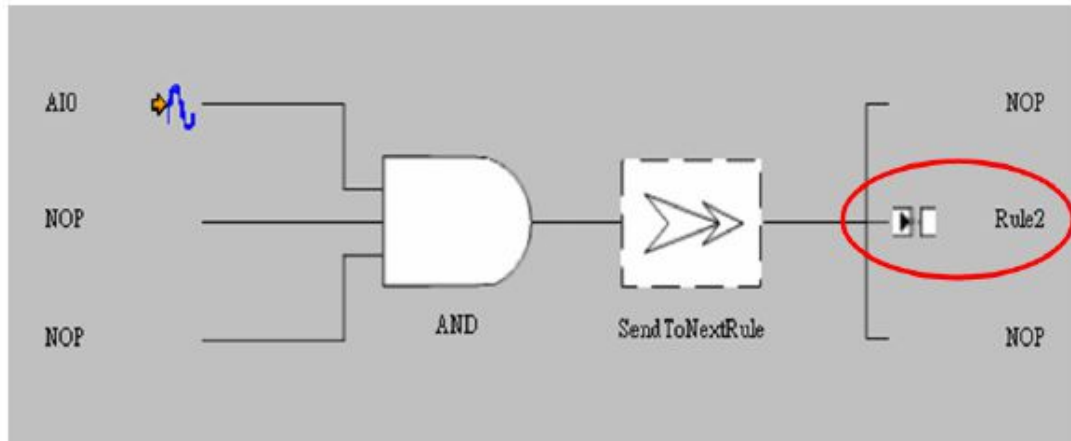 AI0
NOP
NOP
Rule2
NOP
NOP
AND
SendToNextRule